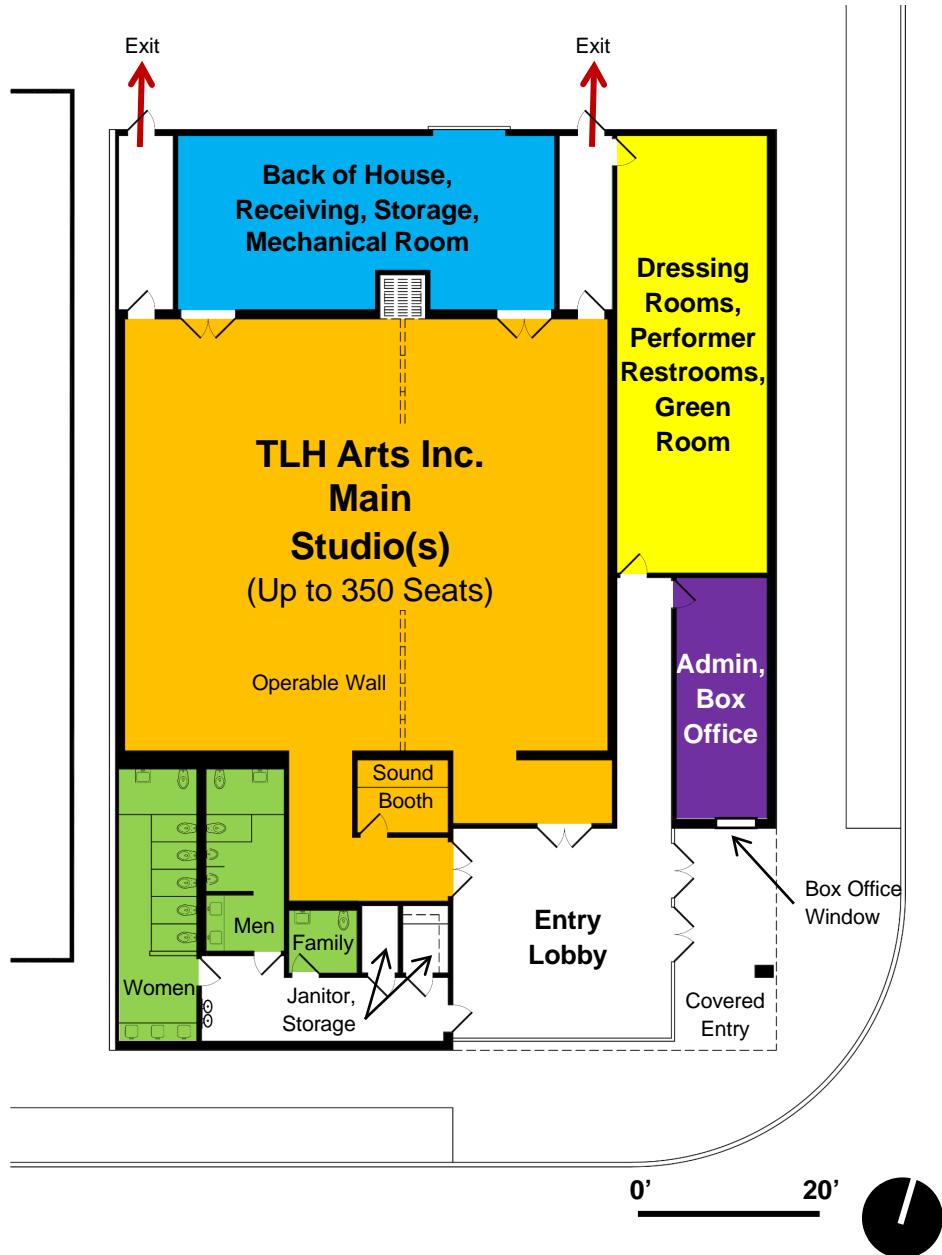 Exit
Exit
Back of House,
Receiving, Storage,
Mechanical Room
Dressing
Rooms,
Performer
Restrooms,
Green
Room
TLH Arts Inc.
Main
Studio(s)
(Up to 350 Seats)
Operable Wall
Admin,
Box
Office
Sound
Booth
Box Office
Window
Men
Family
Entry
Lobby
Women
Janitor,
Storage
Covered
Entry
0’
20’